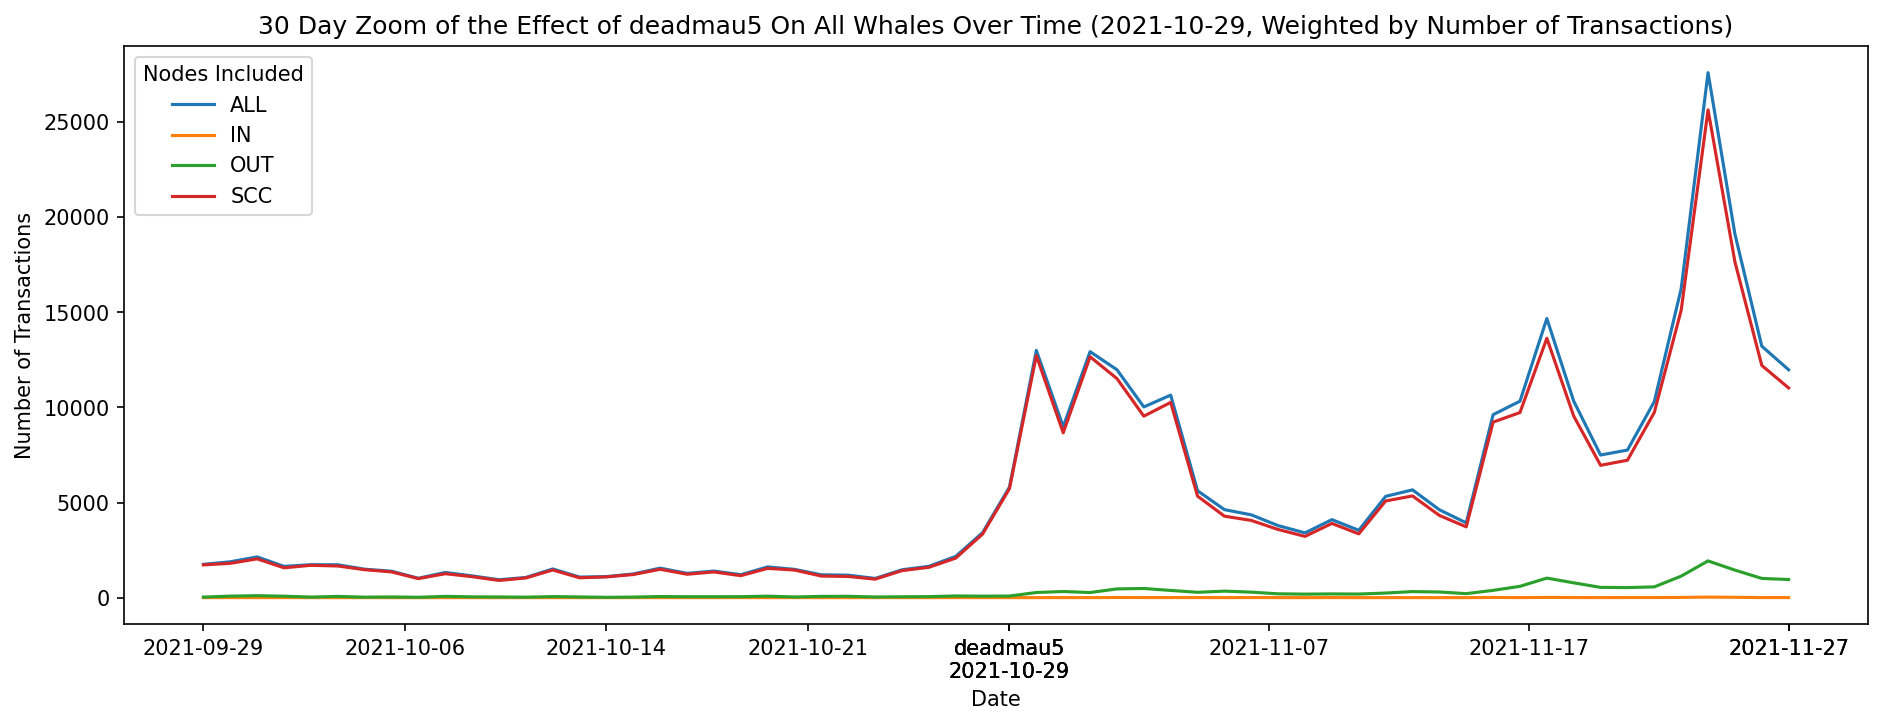 30 Day Zoom of the Effect of deadmau5 On All Whales Over Time (2021-10-29, Weighted by Number of Transactions)
Nodes Included
ALL
IN
OUT
SCC
Number of Transactions
25000
20000
15000
10000
5000
0
2021-09-29
2021-10-06
2021-10-14
2021-10-21
deadmau5
2021-10-29
2021-11-07
2021-11-17
2021-11-27
Date